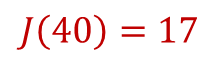 J(40) = 17